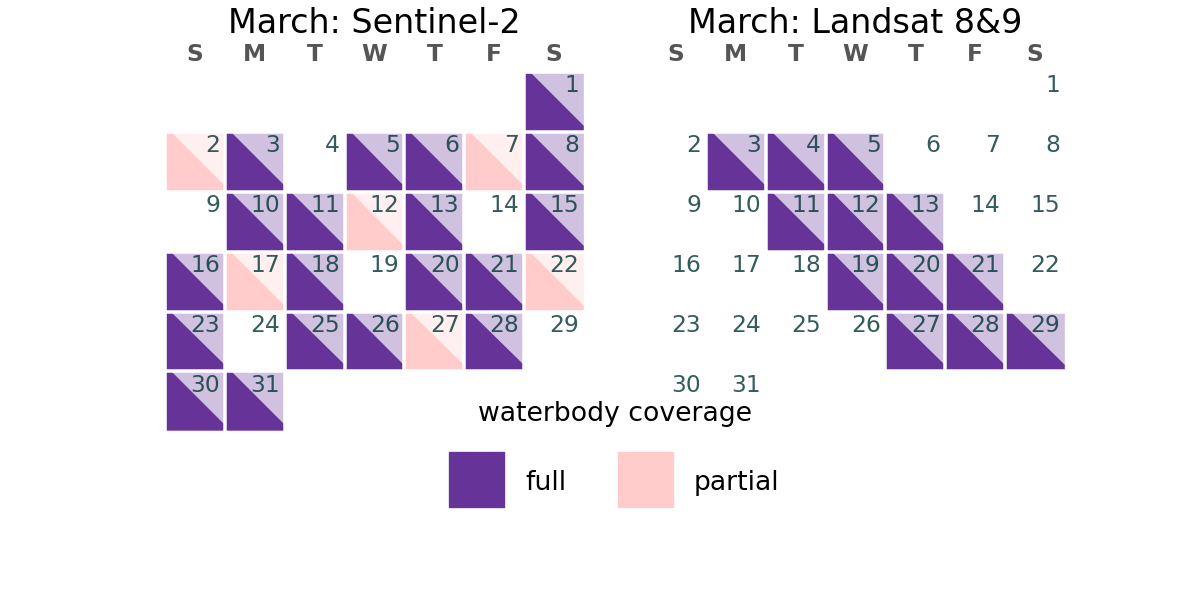 March: Sentinel-2
S M T W T F S
1
2 3 4 5 6 7 8
9 10 11 12 13 14 15
16 17 18 19 20 21 22
23 24 25 26 27 28 29
30 31
March: Landsat 8&9
S M T W T F S
1
2 3 4 5 6 7 8
9 10 11 12 13 14 15
16 17 18 19 20 21 22
23 24 25 26 27 28 29
30 31
waterbody coverage
full partial